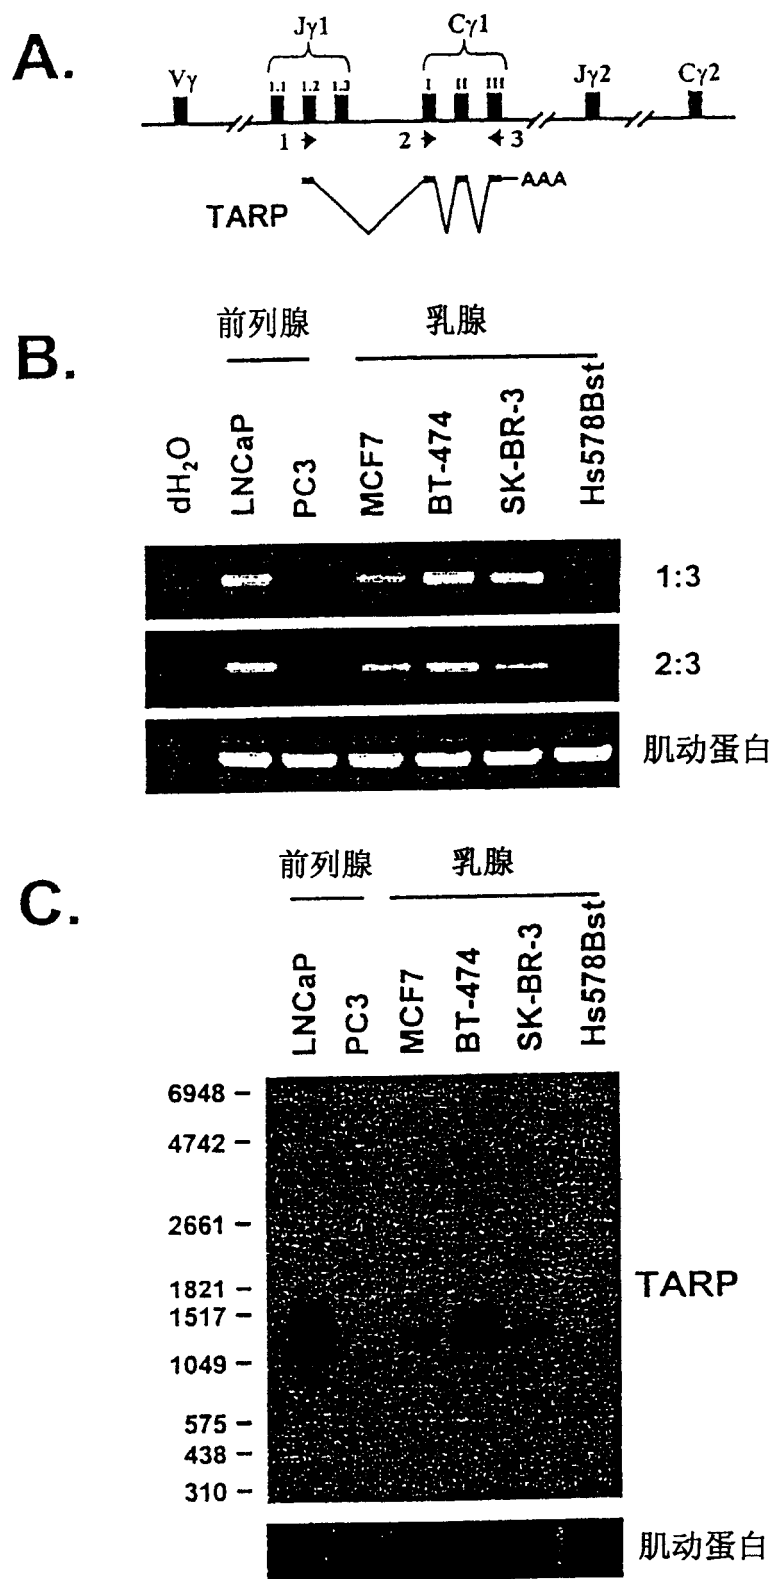 A.
Jγ1
Cγ1
Vγ
1.1 1.2 1.3
I II III
Jγ2
Cγ2
1
2
3
AAA
TARP
B.
前列腺
乳腺
dH₂O
LNCaP
PC3
MCF7
BT-474
SK-BR-3
Hs578Bst
1:3
2:3
肌动蛋白
C.
前列腺
乳腺
LNCaP
PC3
MCF7
BT-474
SK-BR-3
Hs578Bst
6948
4742
2661
1821
1517
1049
575
438
310
TARP
肌动蛋白